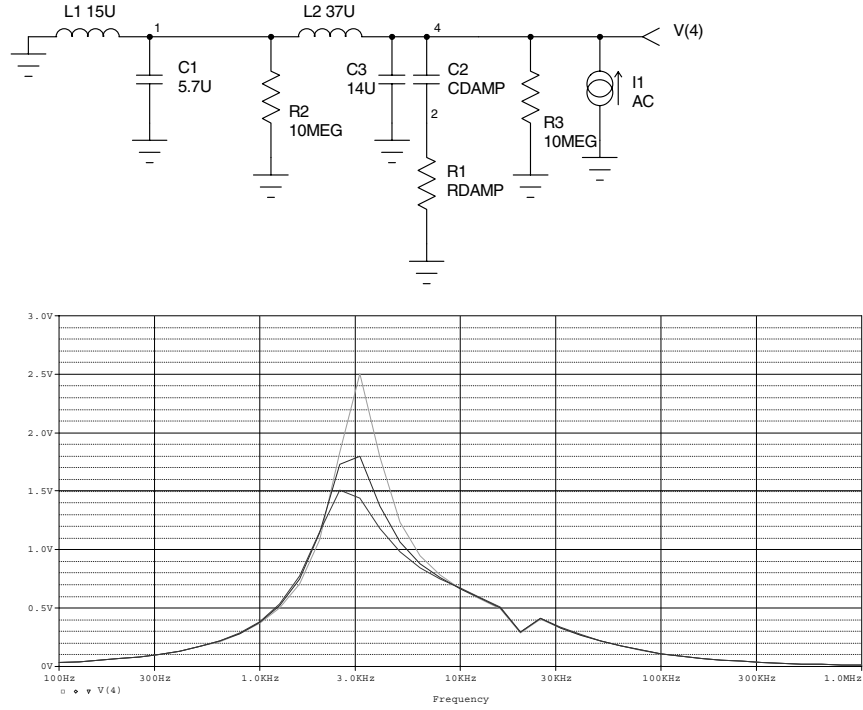 L1 15U
L2 37U
1
4
V(4)
C1
5.7U
R2
10MEG
C3
14U
C2
CDAMP
2
R1
RDAMP
R3
10MEG
I1
AC
3.0V
2.5V
2.0V
1.5V
1.0V
0.5V
0V
100Hz 300Hz 1.0KHz 3.0KHz 10KHz 30KHz 100KHz 300KHz 1.0MHz
V(4)
Frequency